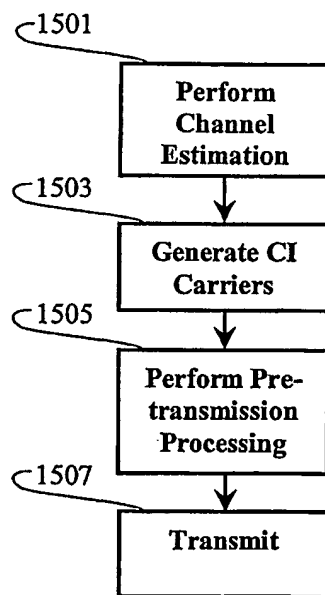 1501
Perform
Channel
Estimation
1503
Generate CI
Carriers
1505
Perform Pre-
transmission
Processing
1507
Transmit